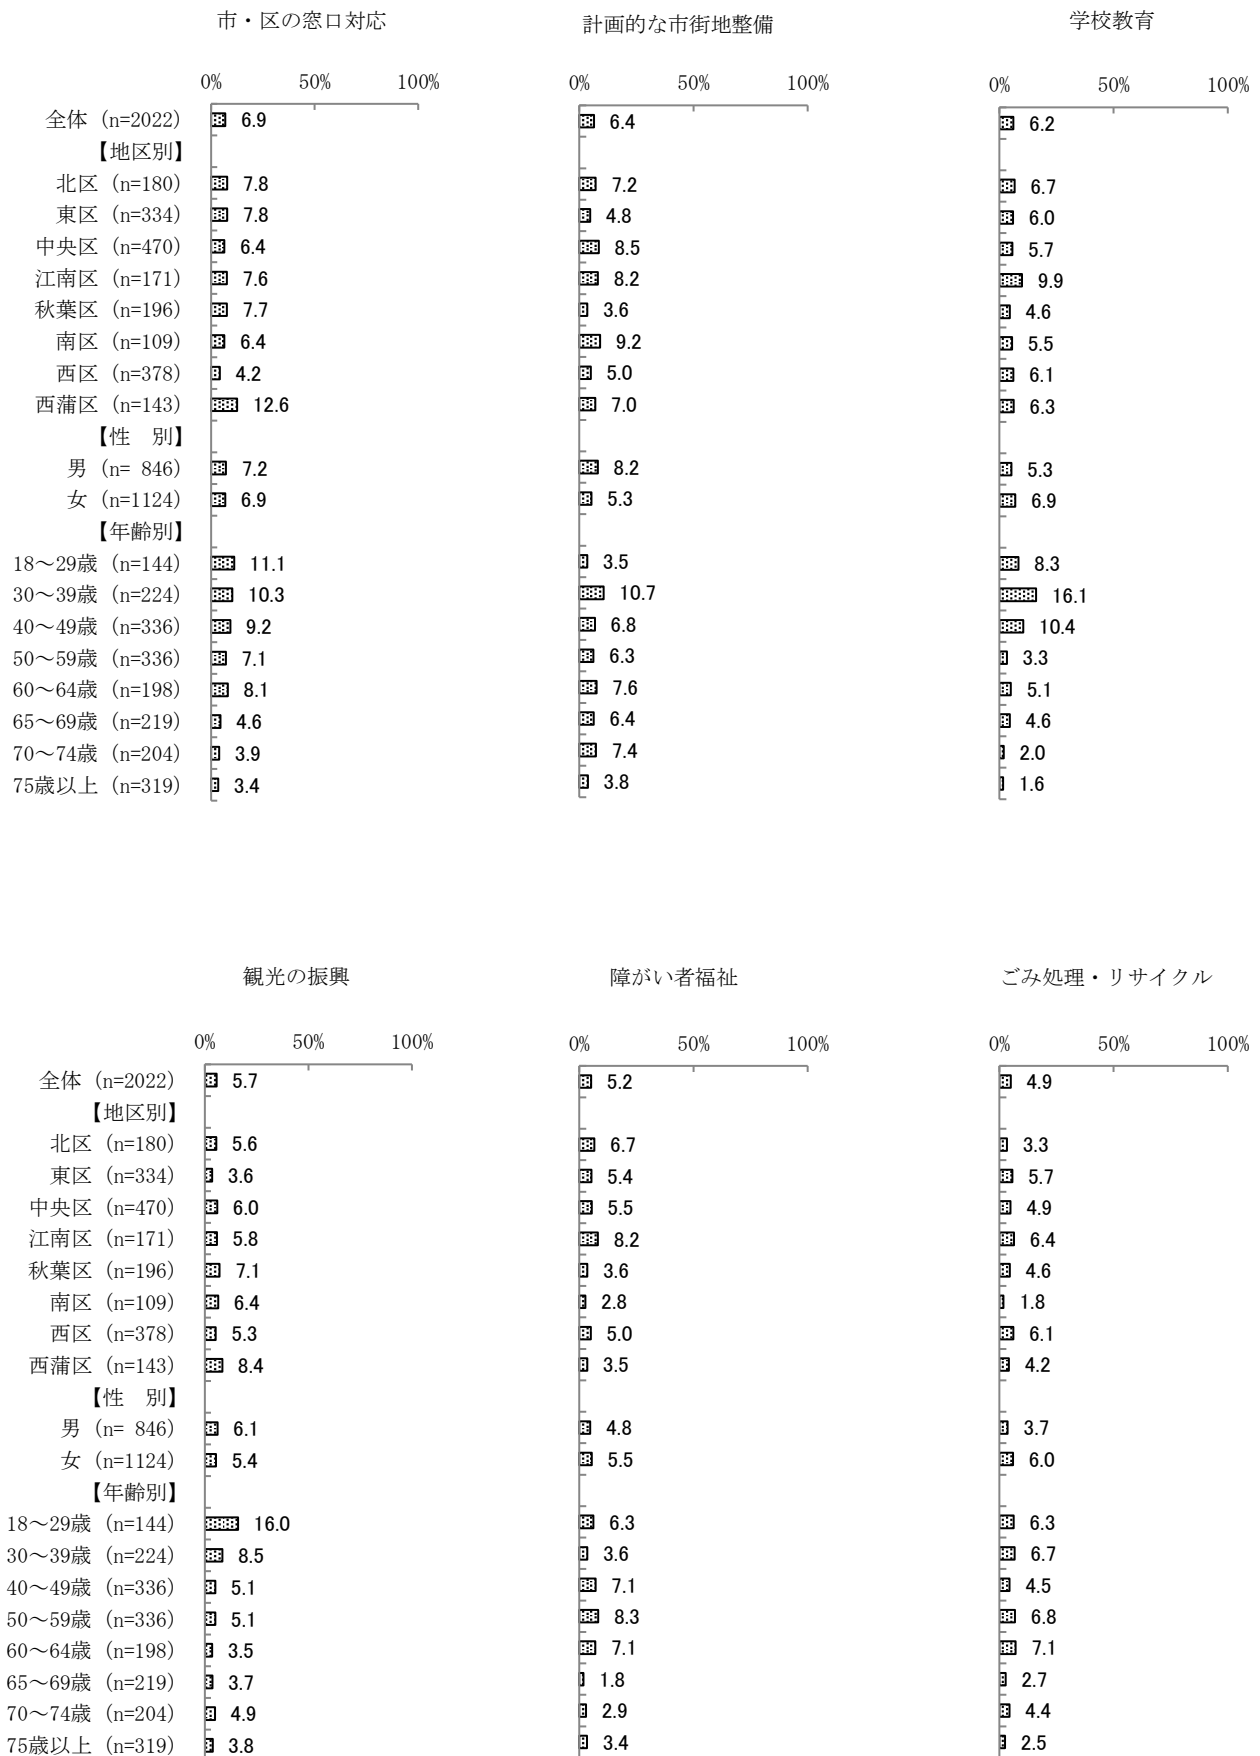 市・区の窓口対応 計画的な市街地整備 学校教育
0% 50% 100% 0% 50% 100% 0% 50% 100%
全体 (n=2022) 6.9 6.4 6.2
【地区別】
北区 (n=180) 7.8 7.2 6.7
東区 (n=334) 7.8 4.8 6.0
中央区 (n=470) 6.4 8.5 5.7
江南区 (n=171) 7.6 8.2 9.9
秋葉区 (n=196) 7.7 3.6 4.6
南区 (n=109) 6.4 9.2 5.5
西区 (n=378) 4.2 5.0 6.1
西蒲区 (n=143) 12.6 7.0 6.3
【性　別】
男 (n= 846) 7.2 8.2 5.3
女 (n=1124) 6.9 5.3 6.9
【年齢別】
18～29歳 (n=144) 11.1 3.5 8.3
30～39歳 (n=224) 10.3 10.7 16.1
40～49歳 (n=336) 9.2 6.8 10.4
50～59歳 (n=336) 7.1 6.3 3.3
60～64歳 (n=198) 8.1 7.6 5.1
65～69歳 (n=219) 4.6 6.4 4.6
70～74歳 (n=204) 3.9 7.4 2.0
75歳以上 (n=319) 3.4 3.8 1.6
観光の振興 障がい者福祉 ごみ処理・リサイクル
0% 50% 100% 0% 50% 100% 0% 50% 100%
全体 (n=2022) 5.7 5.2 4.9
【地区別】
北区 (n=180) 5.6 6.7 3.3
東区 (n=334) 3.6 5.4 5.7
中央区 (n=470) 6.0 5.5 4.9
江南区 (n=171) 5.8 8.2 6.4
秋葉区 (n=196) 7.1 3.6 4.6
南区 (n=109) 6.4 2.8 1.8
西区 (n=378) 5.3 5.0 6.1
西蒲区 (n=143) 8.4 3.5 4.2
【性　別】
男 (n= 846) 6.1 4.8 3.7
女 (n=1124) 5.4 5.5 6.0
【年齢別】
18～29歳 (n=144) 16.0 6.3 6.3
30～39歳 (n=224) 8.5 3.6 6.7
40～49歳 (n=336) 5.1 7.1 4.5
50～59歳 (n=336) 5.1 8.3 6.8
60～64歳 (n=198) 3.5 7.1 7.1
65～69歳 (n=219) 3.7 1.8 2.7
70～74歳 (n=204) 4.9 2.9 4.4
75歳以上 (n=319) 3.8 3.4 2.5